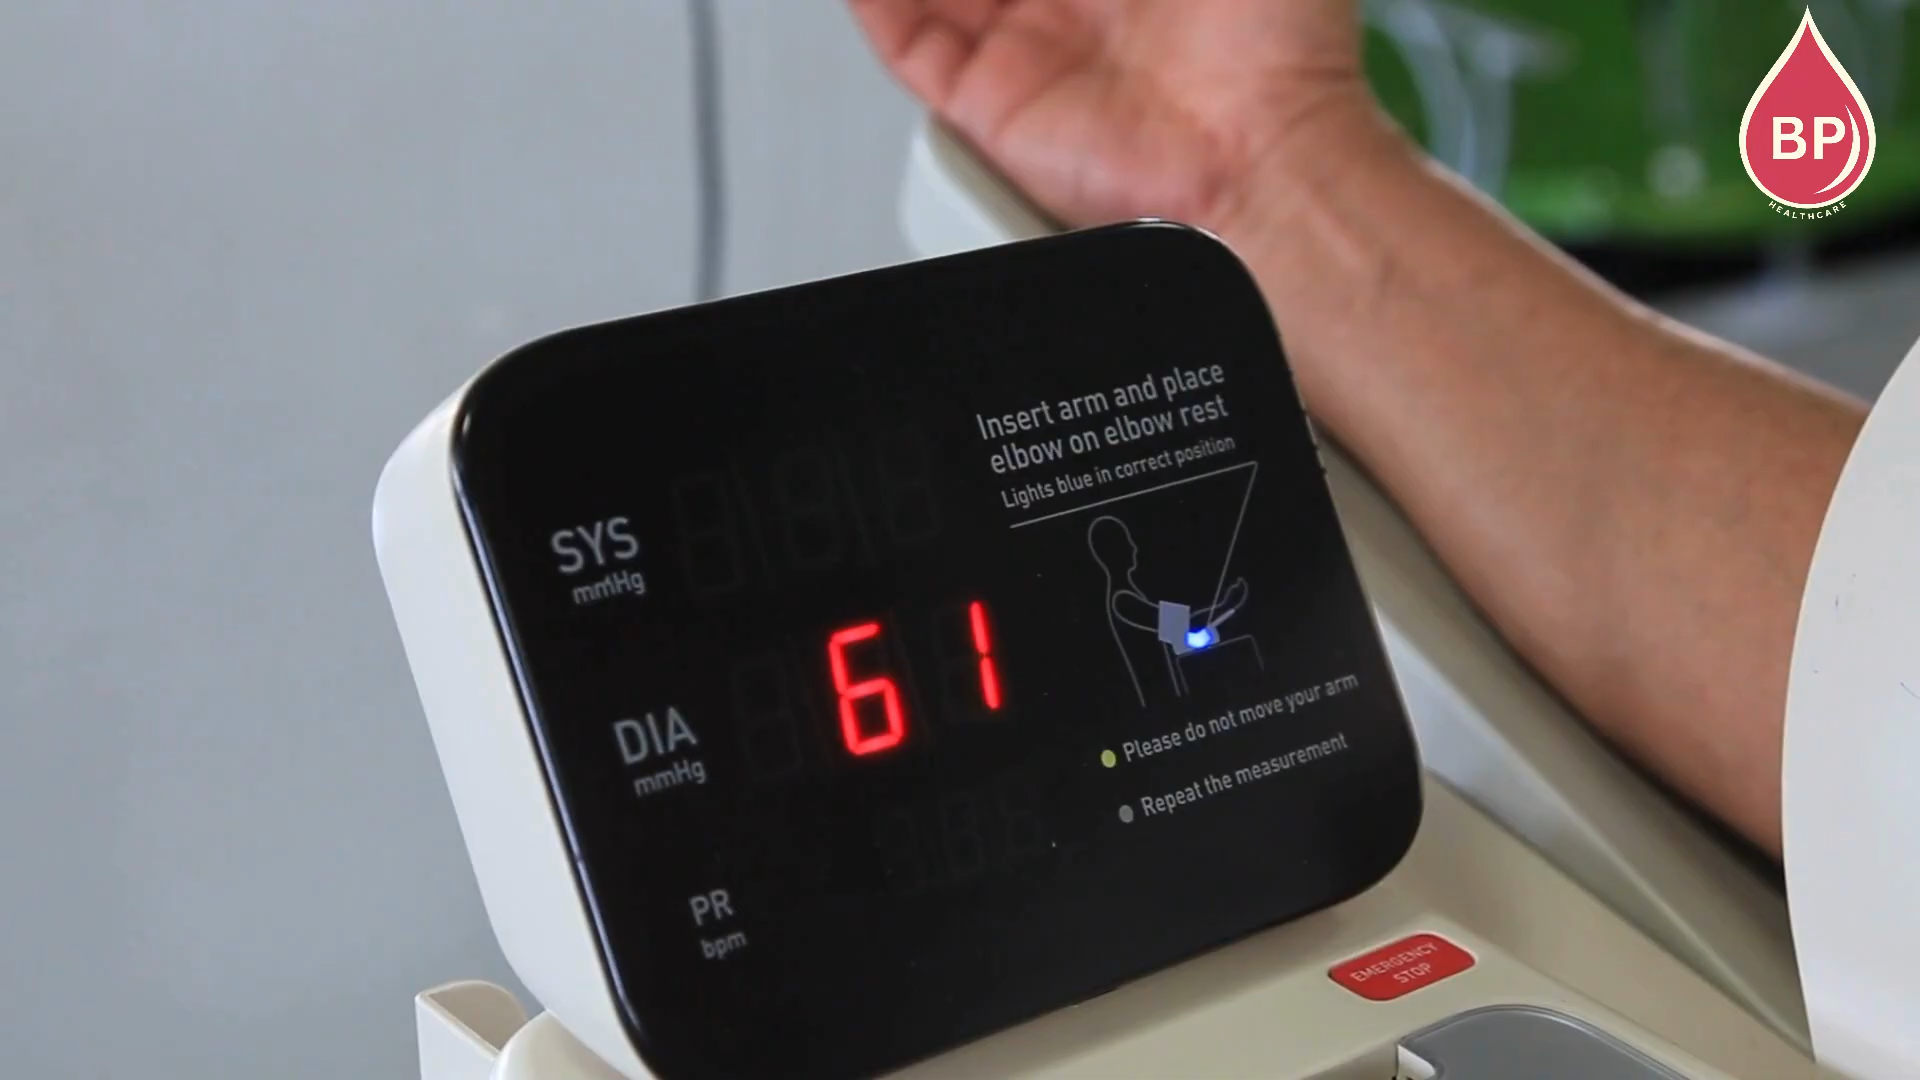 BP
HEALTHCARE
Insert arm and place
elbow on elbow rest
Lights blue in correct position
SYS
mmHg
61
DIA
mmHg
Please do not move your arm
Repeat the measurement
PR
bpm
EMERGENCY
STOP